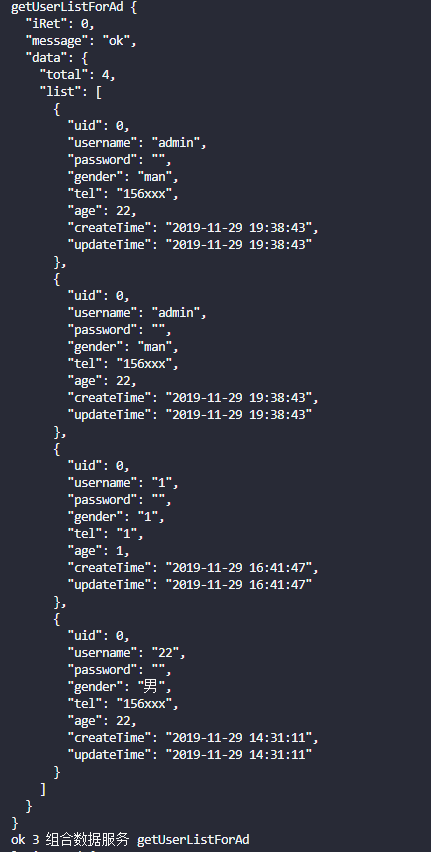 getUserListForAd {
  "iRet": 0,
  "message": "ok",
  "data": {
    "total": 4,
    "list": [
      {
        "uid": 0,
        "username": "admin",
        "password": "",
        "gender": "man",
        "tel": "156xxx",
        "age": 22,
        "createTime": "2019-11-29 19:38:43",
        "updateTime": "2019-11-29 19:38:43"
      },
      {
        "uid": 0,
        "username": "admin",
        "password": "",
        "gender": "man",
        "tel": "156xxx",
        "age": 22,
        "createTime": "2019-11-29 19:38:43",
        "updateTime": "2019-11-29 19:38:43"
      },
      {
        "uid": 0,
        "username": "1",
        "password": "",
        "gender": "1",
        "tel": "1",
        "age": 1,
        "createTime": "2019-11-29 16:41:47",
        "updateTime": "2019-11-29 16:41:47"
      },
      {
        "uid": 0,
        "username": "22",
        "password": "",
        "gender": "男",
        "tel": "156xxx",
        "age": 22,
        "createTime": "2019-11-29 14:31:11",
        "updateTime": "2019-11-29 14:31:11"
      }
    ]
  }
}
ok 3 组合数据服务 getUserListForAd